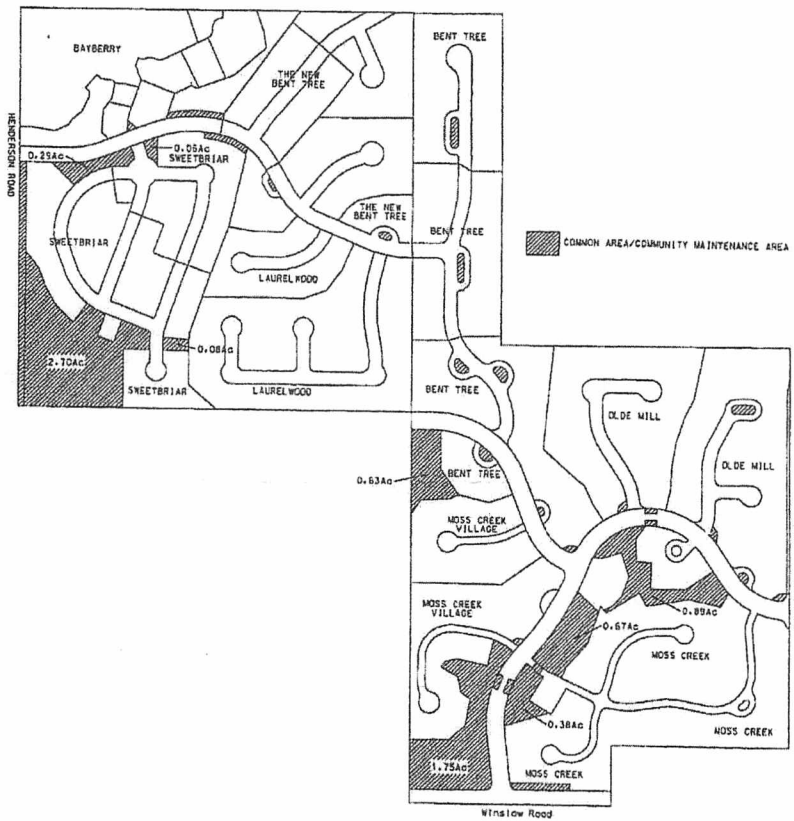 BENT TREE
BAYBERRY
THE NEW
BENT TREE
HENDERSON ROAD
0.06Ac
0.29Ac
SWEETBRIAR
THE NEW
BENT TREE
BENT TREE
SWEETBRIAR
COMMON AREA/COMMUNITY MAINTENANCE AREA
LAURELWOOD
0.08Ac
2.70Ac
SWEETBRIAR
LAURELWOOD
BENT TREE
OLDE MILL
OLDE MILL
BENT TREE
0.63Ac
MOSS CREEK
VILLAGE
MOSS CREEK
VILLAGE
0.89Ac
0.67Ac
MOSS CREEK
0.38Ac
MOSS CREEK
1.75Ac
MOSS CREEK
Winslow Road